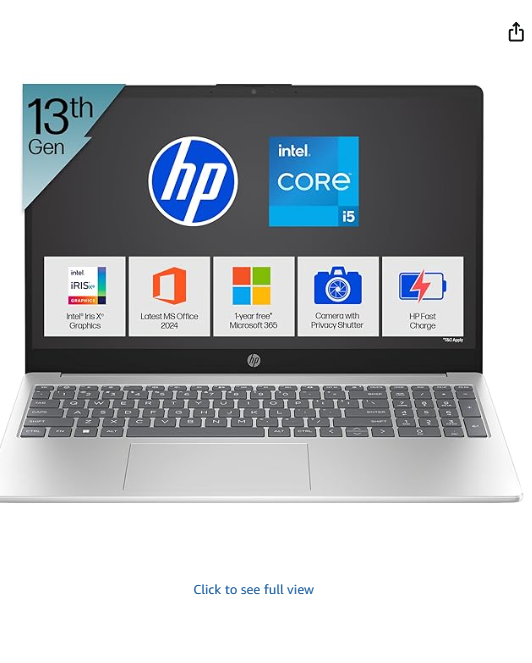 13th
Gen
hp
intel.
CORE
i5
intel
iRIS Xe
GRAPHICS
Intel® Iris Xe
Graphics
Latest MS Office
2024
1-year free*
Microsoft 365
Camera with
Privacy Shutter
HP Fast
Charge
*T&C Apply
hp
Click to see full view